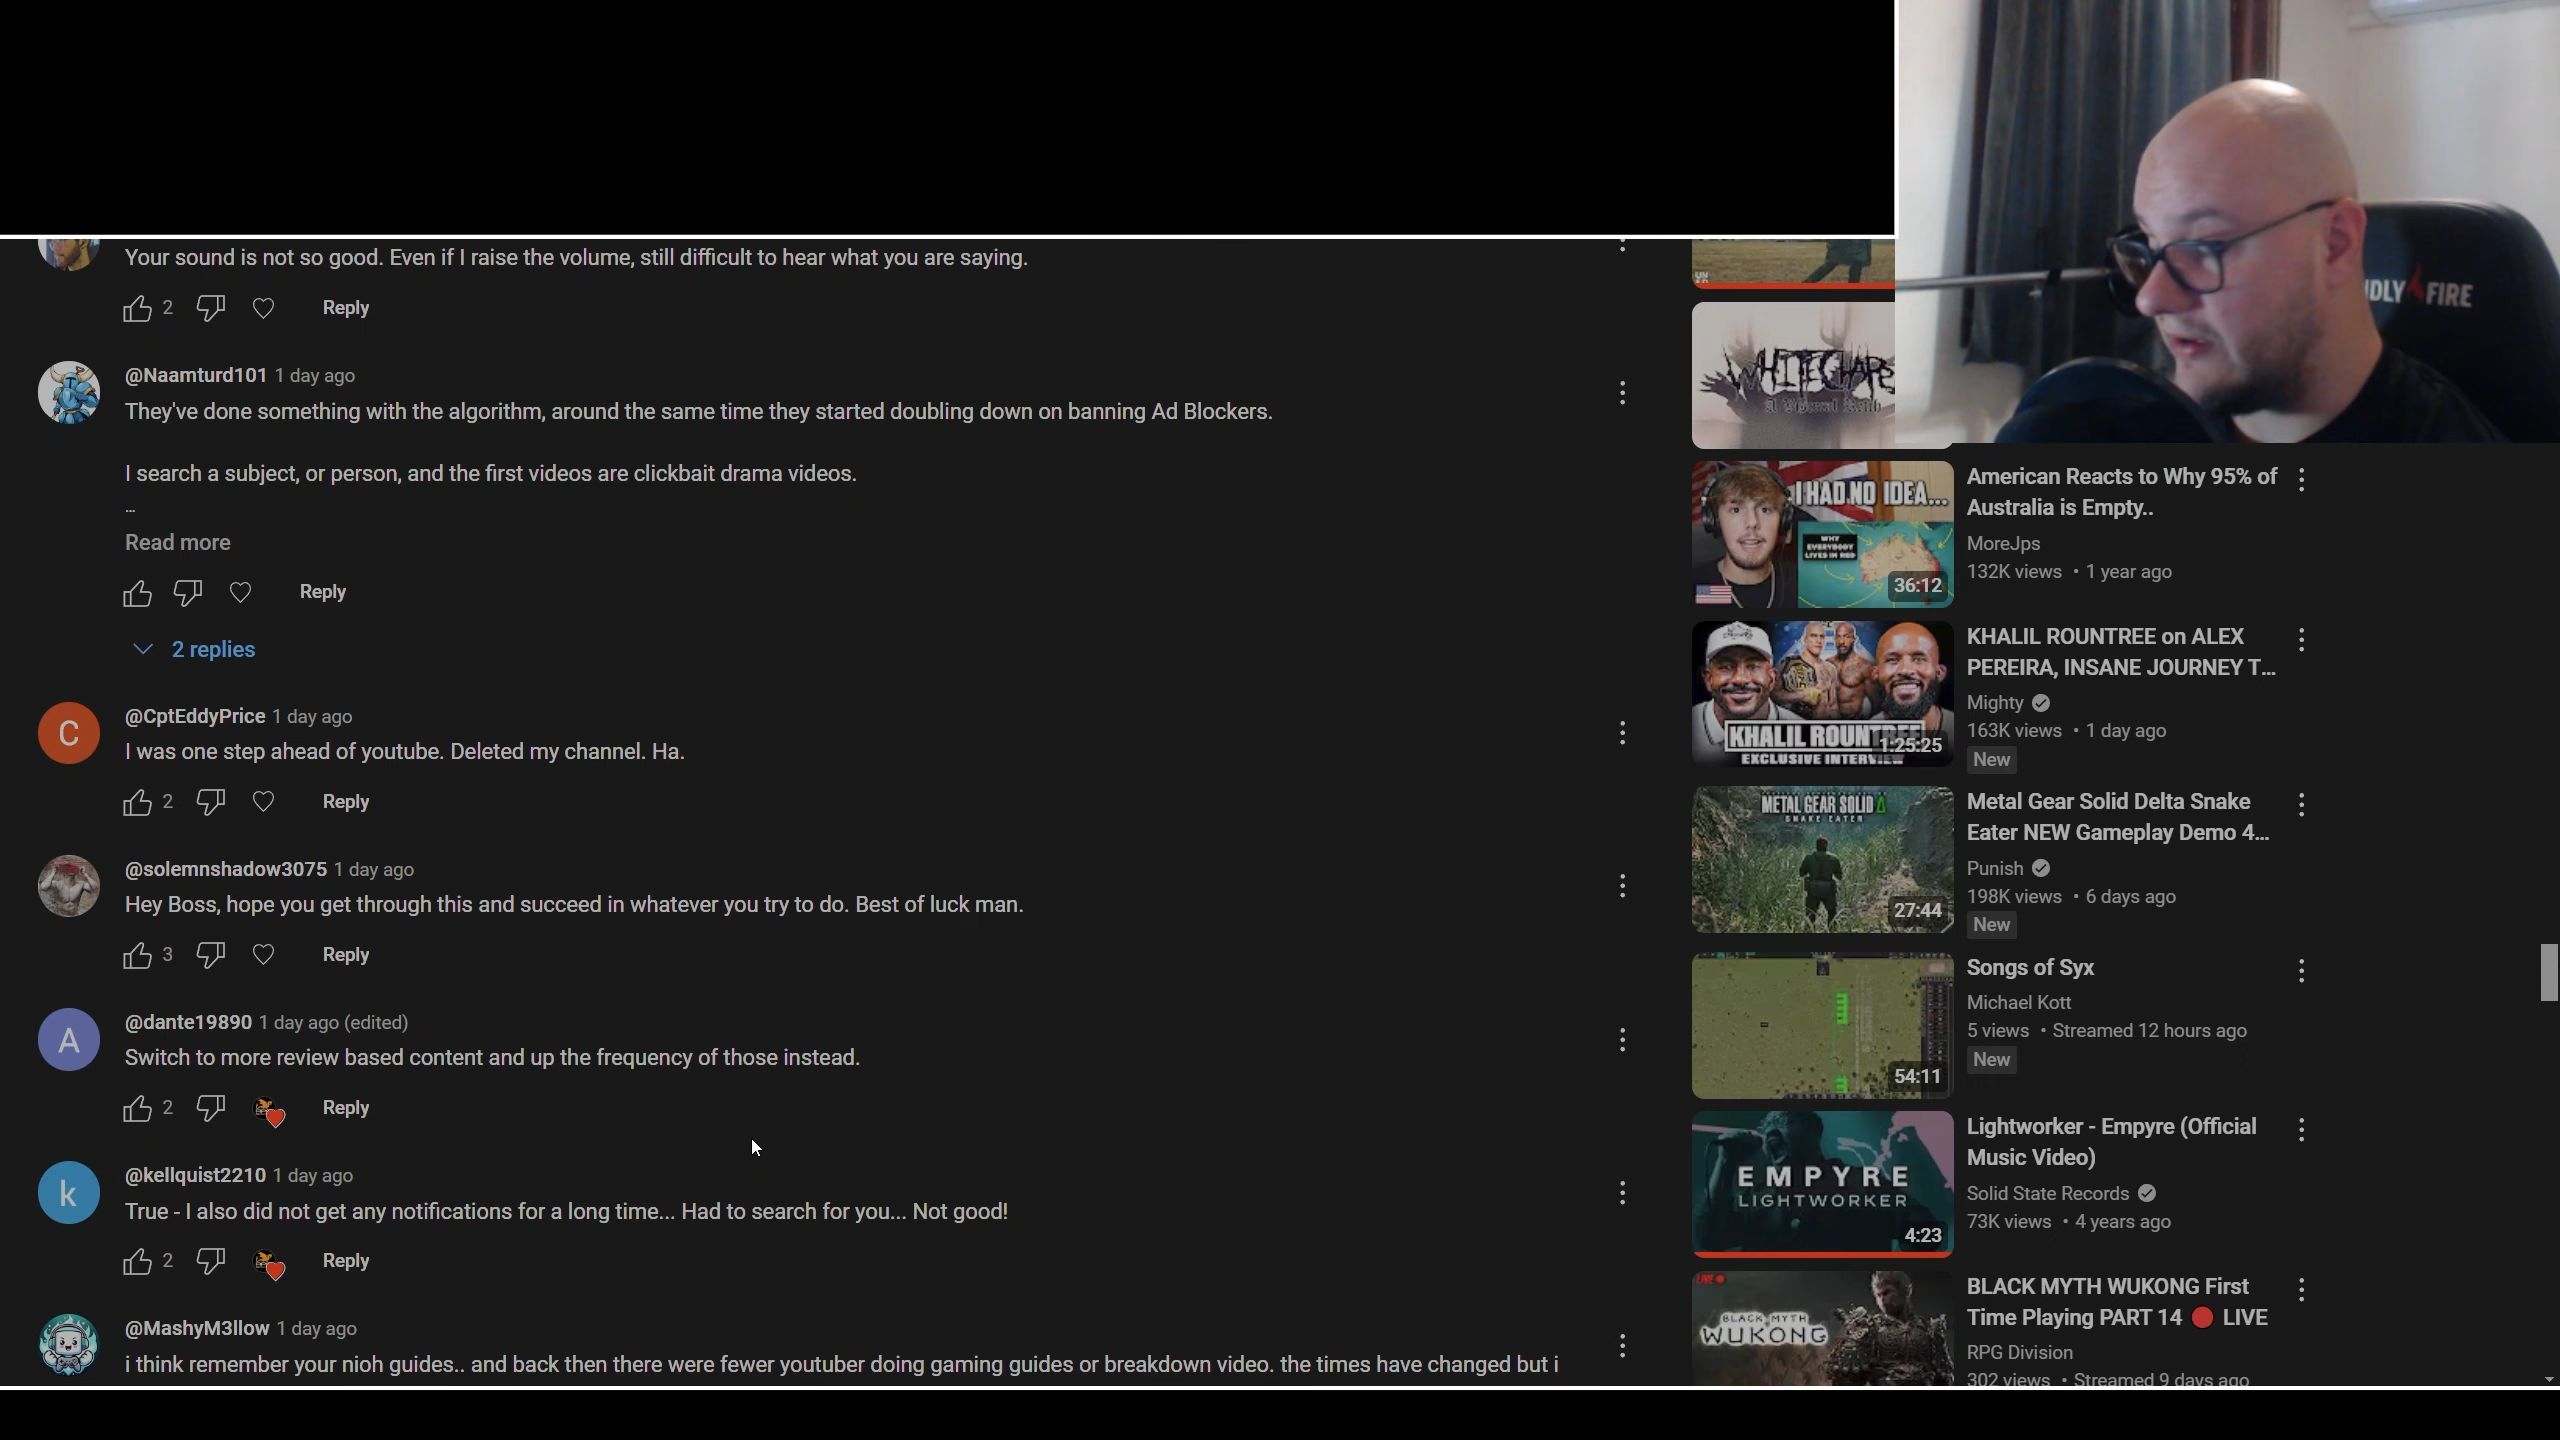 Your sound is not so good. Even if I raise the volume, still difficult to hear what you are saying.
2
Reply
@Naamturd101 1 day ago
They've done something with the algorithm, around the same time they started doubling down on banning Ad Blockers.
I search a subject, or person, and the first videos are clickbait drama videos.
...
Read more
Reply
2 replies
C
@CptEddyPrice 1 day ago
I was one step ahead of youtube. Deleted my channel. Ha.
2
Reply
@solemnshadow3075 1 day ago
Hey Boss, hope you get through this and succeed in whatever you try to do. Best of luck man.
3
Reply
A
@dante19890 1 day ago (edited)
Switch to more review based content and up the frequency of those instead.
2
Reply
k
@kellquist2210 1 day ago
True - I also did not get any notifications for a long time... Had to search for you... Not good!
2
Reply
@MashyM3llow 1 day ago
i think remember your nioh guides.. and back then there were fewer youtuber doing gaming guides or breakdown video. the times have changed but i
DLY FIRE
WHITECHAPE
I HAD NO IDEA...
WHY
EVERYBODY
LIVES IN RED
36:12
American Reacts to Why 95% of
Australia is Empty..
MoreJps
132K views • 1 year ago
KHALIL ROUNTREE
EXCLUSIVE INTERVIEW
1:25:25
KHALIL ROUNTREE on ALEX
PEREIRA, INSANE JOURNEY T...
Mighty
163K views • 1 day ago
New
METAL GEAR SOLID Δ
SNAKE EATER
27:44
Metal Gear Solid Delta Snake
Eater NEW Gameplay Demo 4...
Punish
198K views • 6 days ago
New
54:11
Songs of Syx
Michael Kott
5 views • Streamed 12 hours ago
New
EMPYRE
LIGHTWORKER
4:23
Lightworker - Empyre (Official
Music Video)
Solid State Records
73K views • 4 years ago
LIVE
BLACK MYTH
WUKONG
BLACK MYTH WUKONG First
Time Playing PART 14 🔴 LIVE
RPG Division
302 views • Streamed 9 days ago